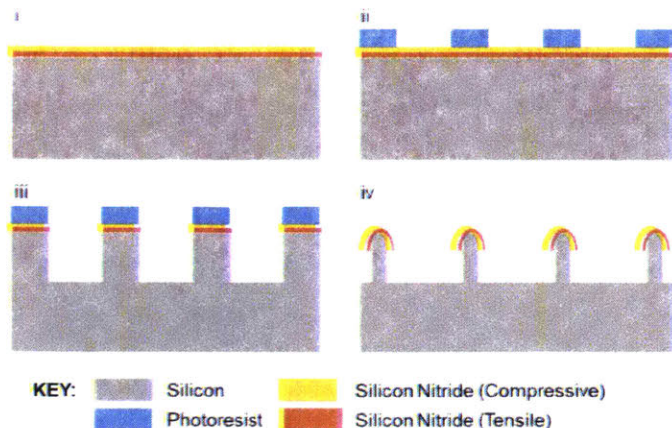 i
ii
iii
iv
KEY: Silicon Silicon Nitride (Compressive)
Photoresist Silicon Nitride (Tensile)